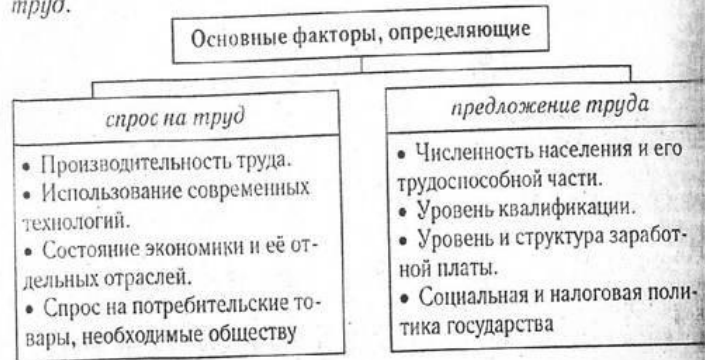 труд.
Основные факторы, определяющие
спрос на труд
• Производительность труда.
• Использование современных
технологий.
• Состояние экономики и её от-
дельных отраслей.
• Спрос на потребительские то-
вары, необходимые обществу
предложение труда
• Численность населения и его
трудоспособной части.
• Уровень квалификации.
• Уровень и структура заработ-
ной платы.
• Социальная и налоговая поли-
тика государства